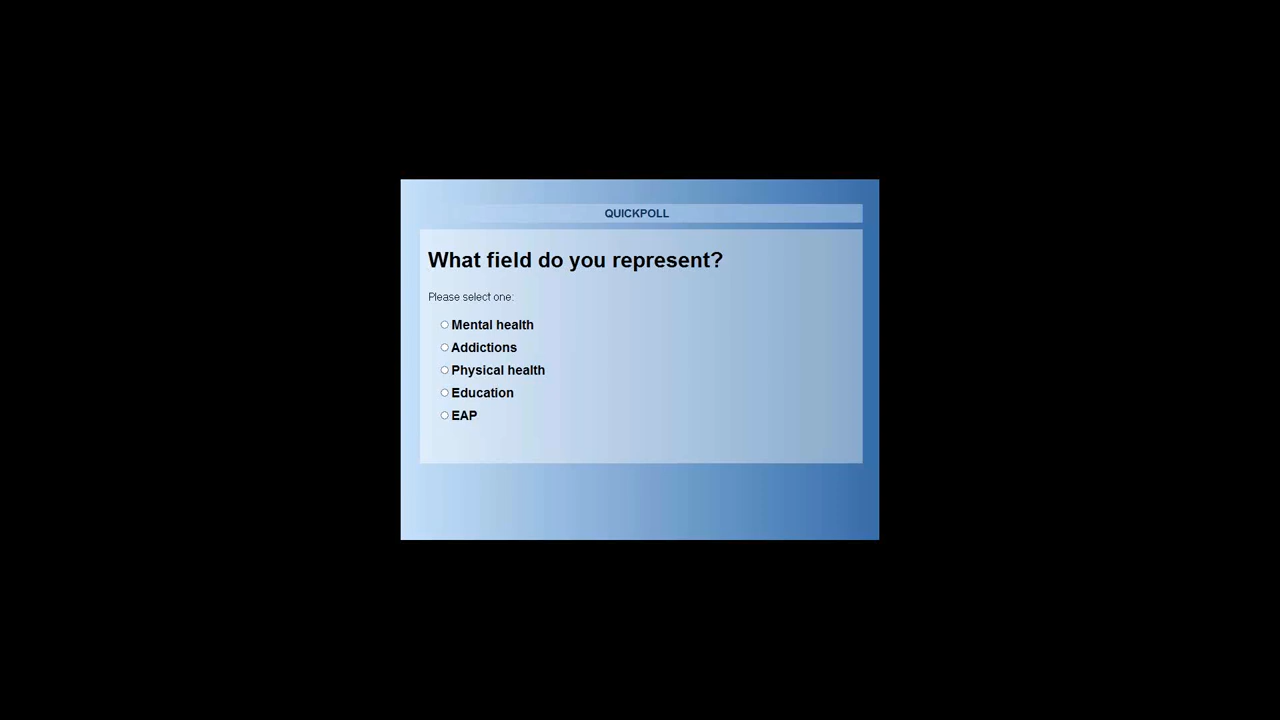 QUICKPOLL
What field do you represent?
Please select one:
Mental health
Addictions
Physical health
Education
EAP